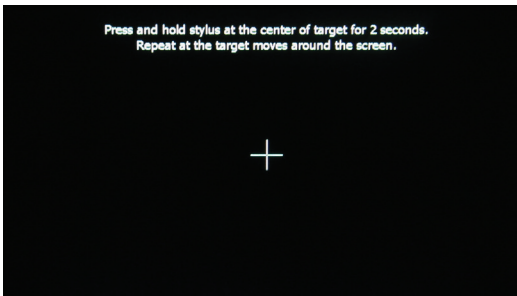 Press and hold stylus at the center of target for 2 seconds.
Repeat at the target moves around the screen.